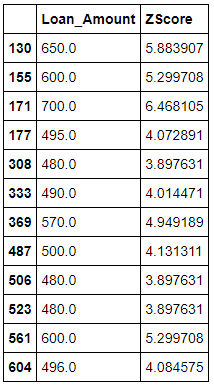 Loan_Amount ZScore
130 650.0 5.883907
155 600.0 5.299708
171 700.0 6.468105
177 495.0 4.072891
308 480.0 3.897631
333 490.0 4.014471
369 570.0 4.949189
487 500.0 4.131311
506 480.0 3.897631
523 480.0 3.897631
561 600.0 5.299708
604 496.0 4.084575